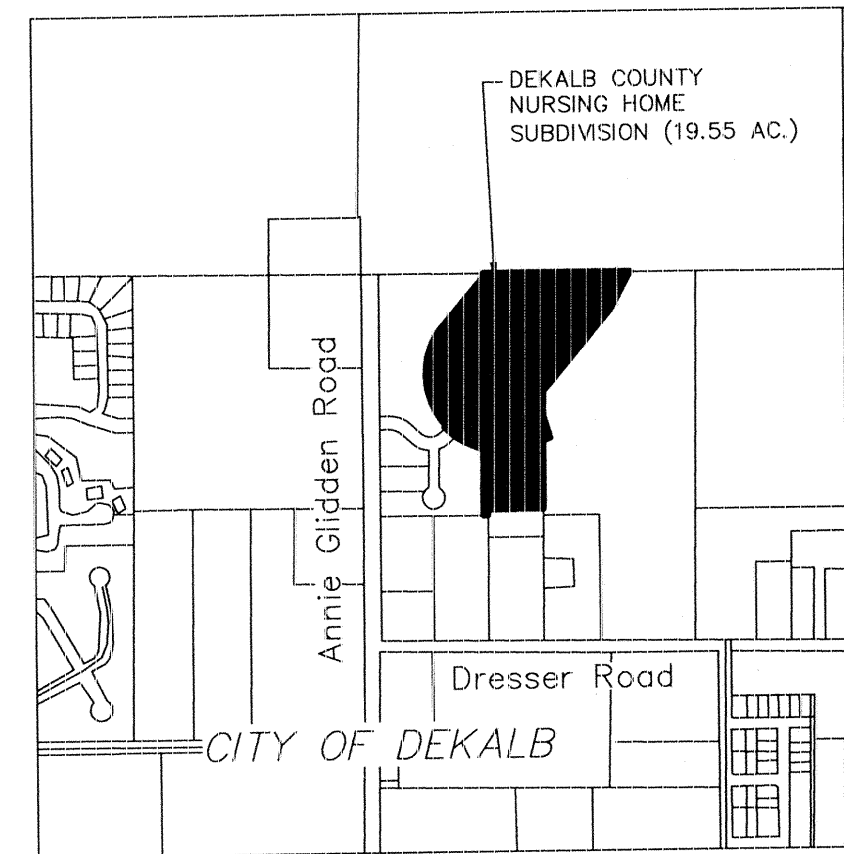 DEKALB COUNTY
NURSING HOME
SUBDIVISION (19.55 AC.)
Annie Glidden Road
Dresser Road
CITY OF DEKALB